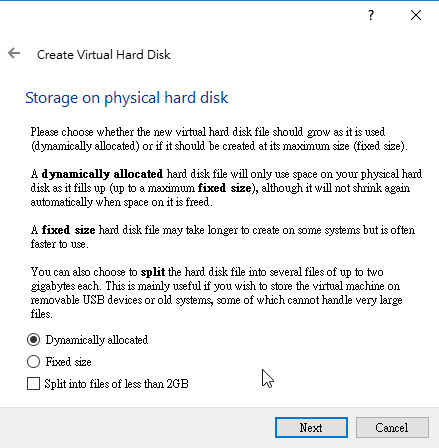 ?
Create Virtual Hard Disk
Storage on physical hard disk
Please choose whether the new virtual hard disk file should grow as it is used
(dynamically allocated) or if it should be created at its maximum size (fixed size).
A dynamically allocated hard disk file will only use space on your physical
hard disk as it fills up (up to a maximum fixed size), although it will not shrink again
automatically when space on it is freed.
A fixed size hard disk file may take longer to create on some systems but is often
faster to use.
You can also choose to split the hard disk file into several files of up to two
gigabytes each. This is mainly useful if you wish to store the virtual machine on
removable USB devices or old systems, some of which cannot handle very large
files.
Dynamically allocated
Fixed size
Split into files of less than 2GB
Next
Cancel